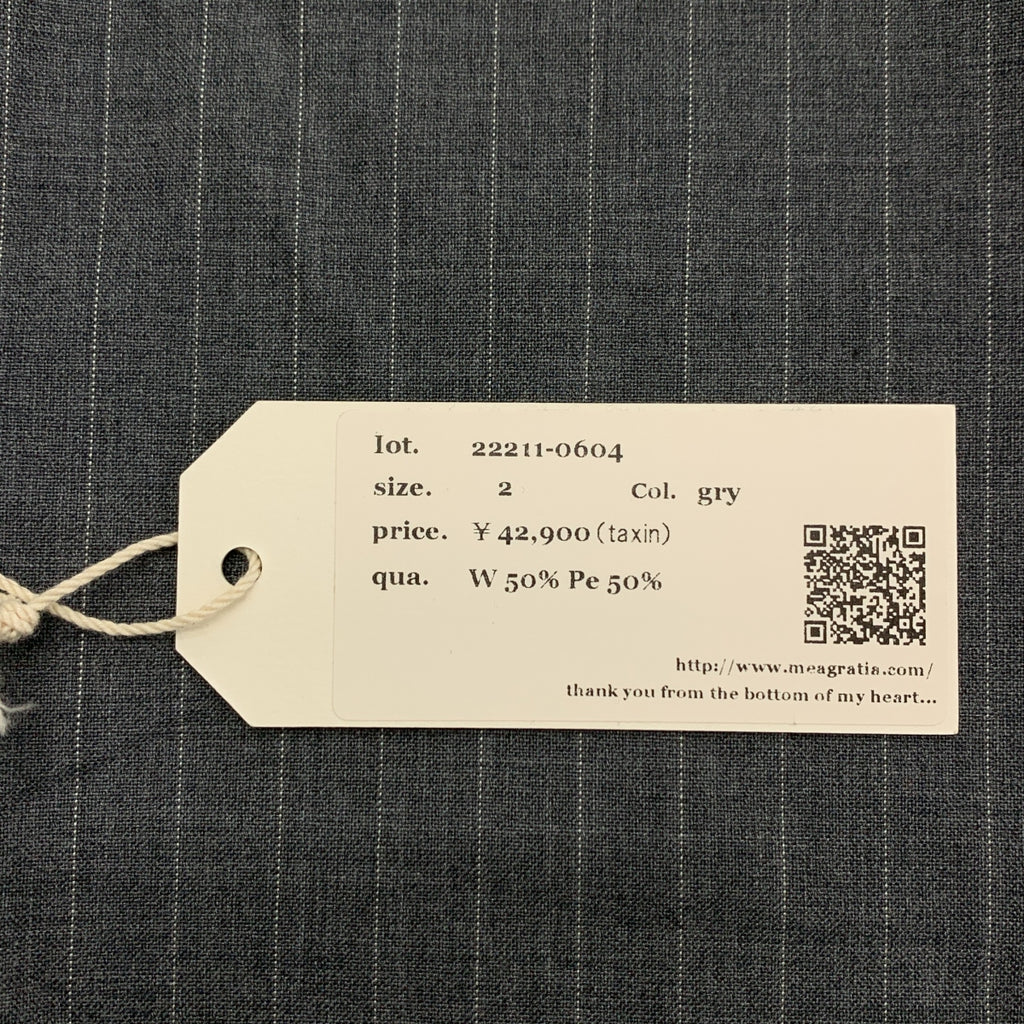 lot. 22211-0604
size. 2 Col. gry
price. ¥ 42,900 (taxin)
qua. W 50% Pe 50%
http://www.meagratia.com/
thank you from the bottom of my heart...